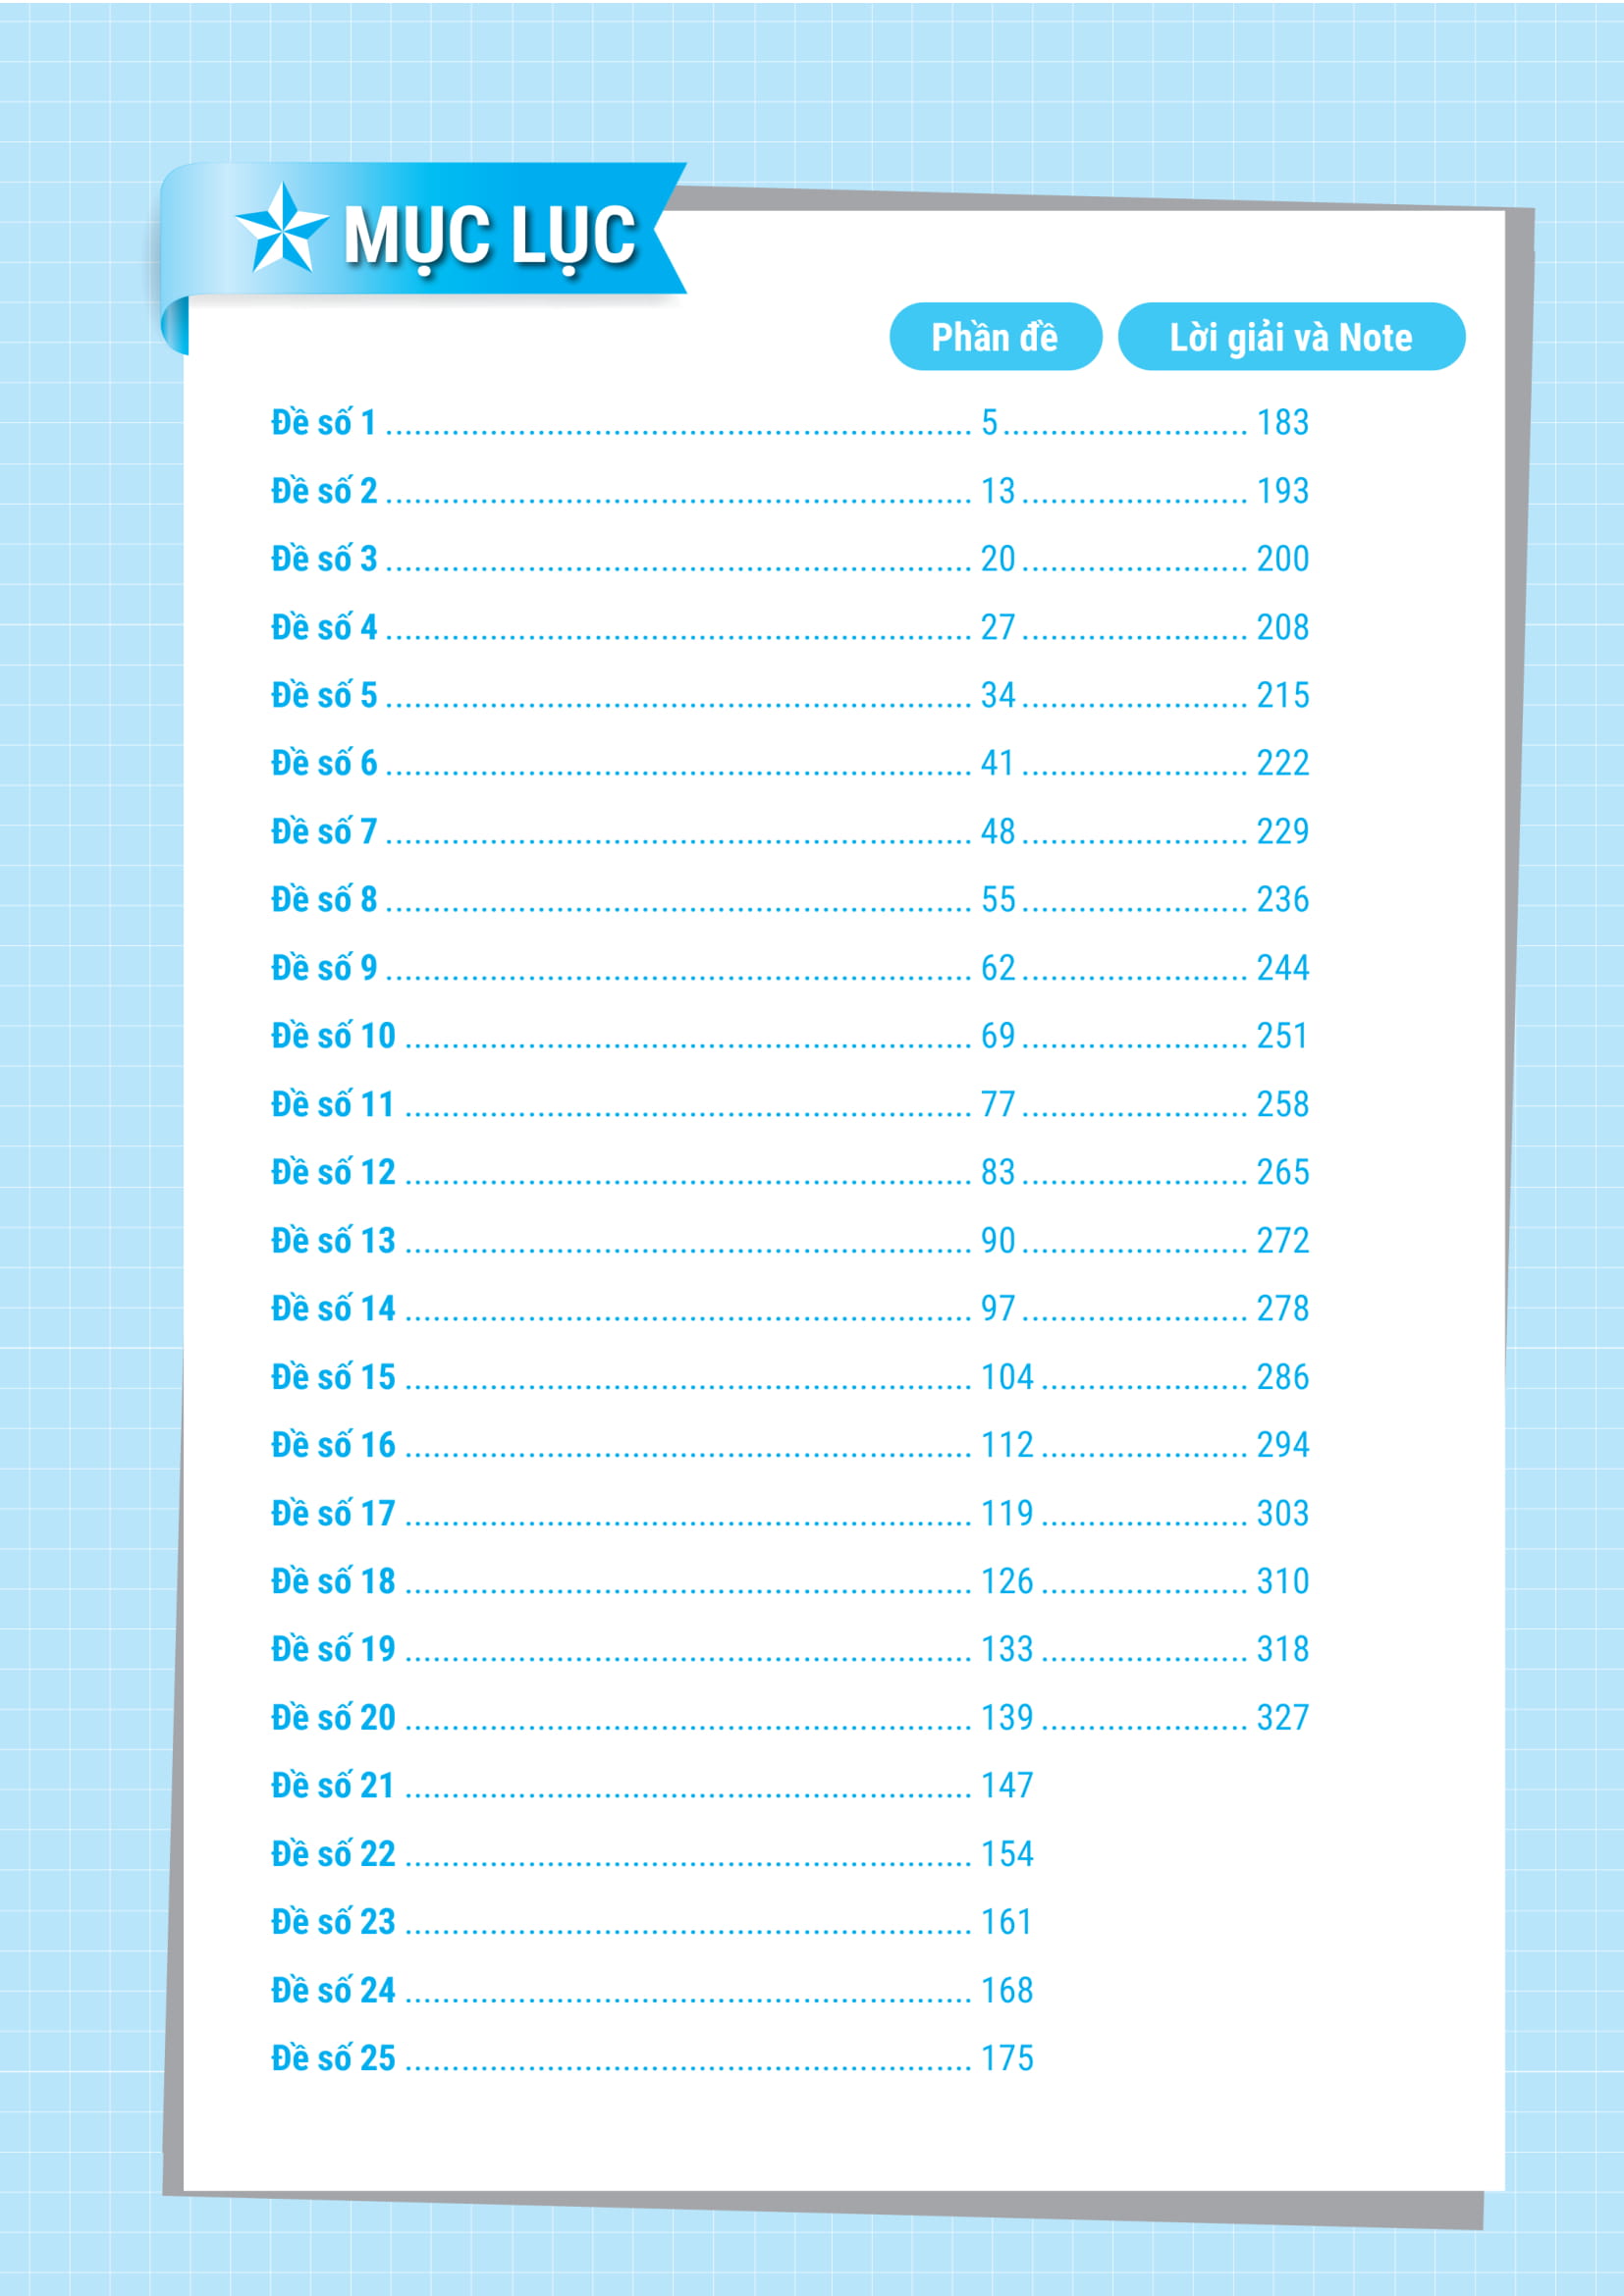 MỤC LỤC
Phần đề Lời giải và Note
Đề số 1 ............................................................ 5 ......................... 183
Đề số 2 ............................................................ 13 ........................ 193
Đề số 3 ............................................................ 20 ........................ 200
Đề số 4 ............................................................ 27 ........................ 208
Đề số 5 ............................................................ 34 ........................ 215
Đề số 6 ............................................................ 41 ........................ 222
Đề số 7 ............................................................ 48 ........................ 229
Đề số 8 ............................................................ 55 ........................ 236
Đề số 9 ............................................................ 62 ........................ 244
Đề số 10 .......................................................... 69 ........................ 251
Đề số 11 .......................................................... 77 ........................ 258
Đề số 12 .......................................................... 83 ........................ 265
Đề số 13 .......................................................... 90 ........................ 272
Đề số 14 .......................................................... 97 ........................ 278
Đề số 15 .......................................................... 104 ...................... 286
Đề số 16 .......................................................... 112 ...................... 294
Đề số 17 .......................................................... 119 ...................... 303
Đề số 18 .......................................................... 126 ...................... 310
Đề số 19 .......................................................... 133 ...................... 318
Đề số 20 .......................................................... 139 ...................... 327
Đề số 21 .......................................................... 147
Đề số 22 .......................................................... 154
Đề số 23 .......................................................... 161
Đề số 24 .......................................................... 168
Đề số 25 .......................................................... 175